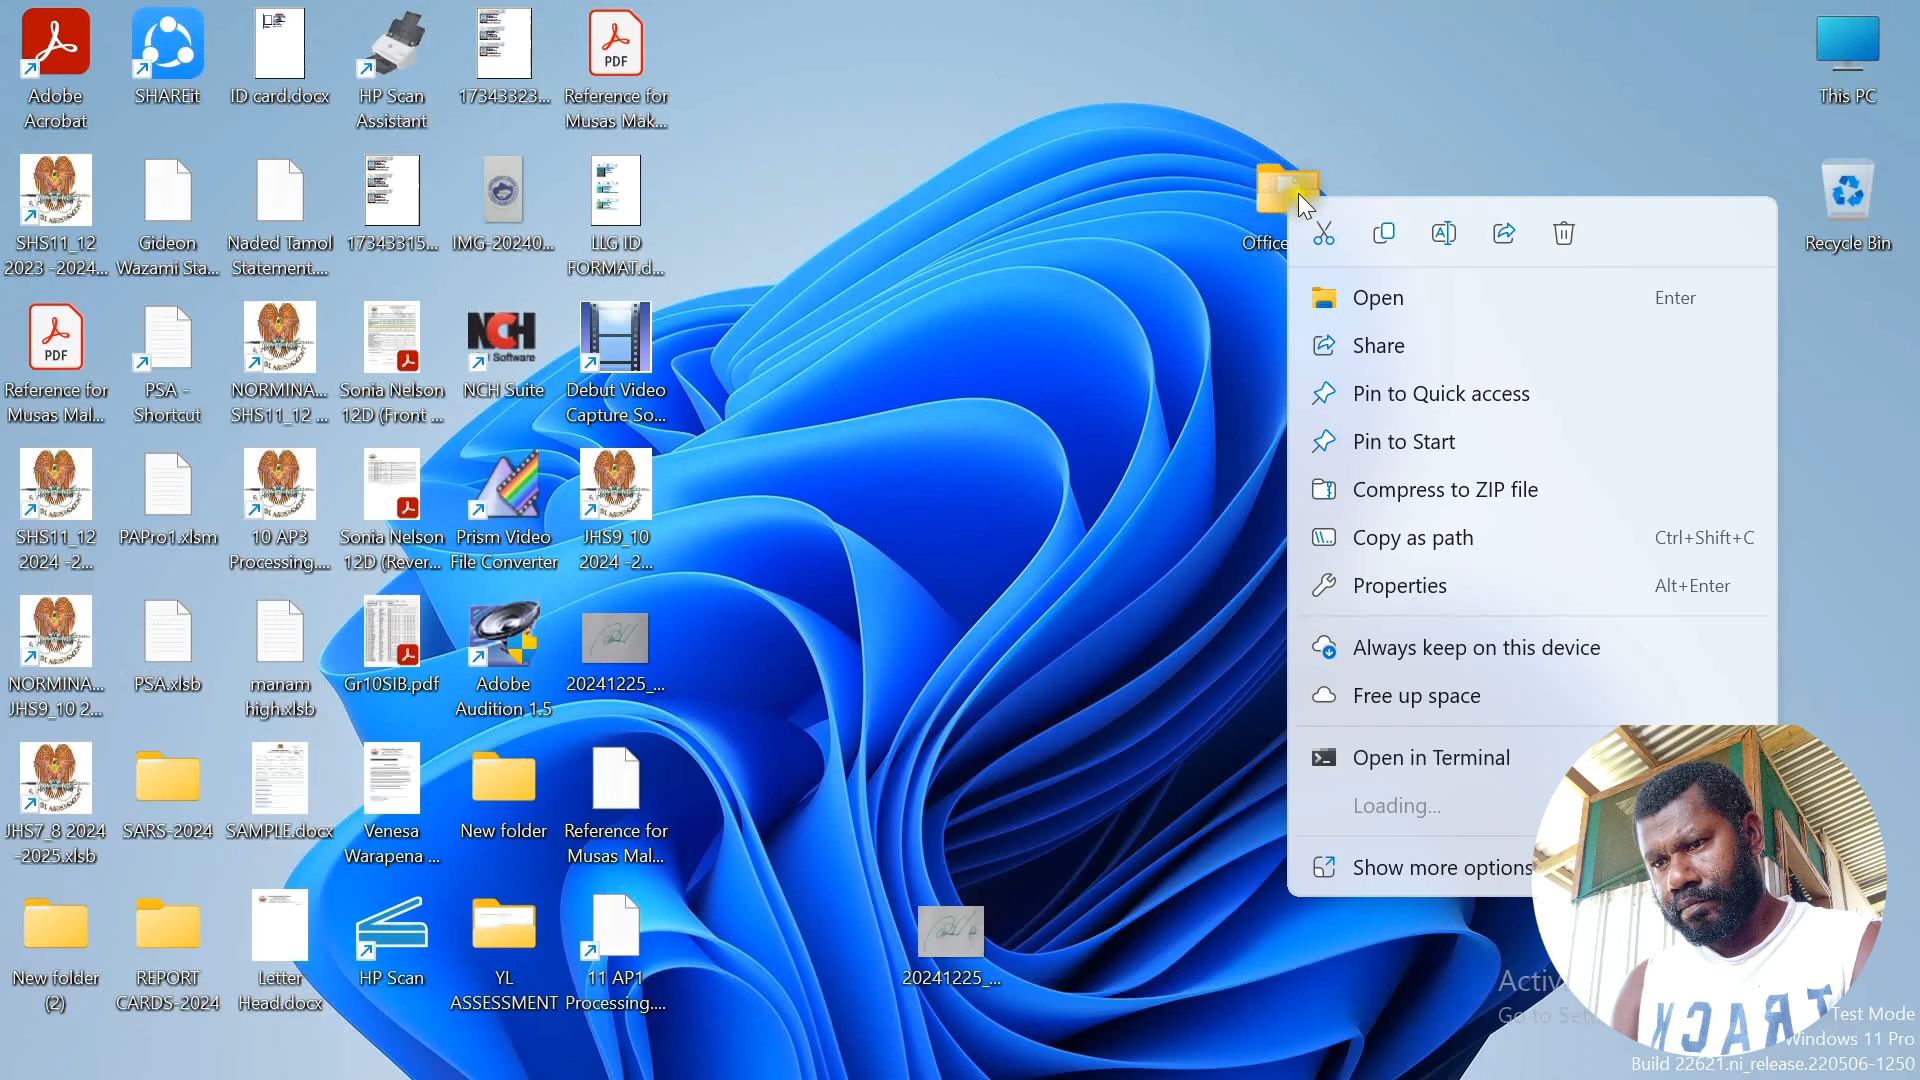 Adobe
Acrobat
SHAREit
ID card.docx
HP Scan
Assistant
17343323...
PDF
Reference for
Musas Mak...
This PC
SHS11_12
2023 -2024...
Gideon
Wazami Sta...
Naded Tamol
Statement....
17343315...
IMG-20240...
LLG ID
FORMAT.d...
Office
Recycle Bin
PDF
Reference for
Musas Mal...
PSA -
Shortcut
NORMINA...
SHS11_12 ...
Sonia Nelson
12D (Front ...
NCH
Software
NCH Suite
Debut Video
Capture So...
SHS11_12
2024 -2...
PAPro1.xlsm
10 AP3
Processing....
Sonia Nelson
12D (Rever...
Prism Video
File Converter
JHS9_10
2024 -2...
NORMINA...
JHS9_10 2...
PSA.xlsb
manam
high.xlsb
Gr10SIB.pdf
Adobe
Audition 1.5
20241225_...
JHS7_8 2024
-2025.xlsb
SARS-2024
SAMPLE.docx
Venesa
Warapena ...
New folder
Reference for
Musas Mal...
New folder
(2)
REPORT
CARDS-2024
Letter
Head.docx
HP Scan
YL
ASSESSMENT
11 AP1
Processing....
20241225_...
Open Enter
Share
Pin to Quick access
Pin to Start
Compress to ZIP file
Copy as path Ctrl+Shift+C
Properties Alt+Enter
Always keep on this device
Free up space
Open in Terminal
Loading...
Show more options
Activ
Go to Set
TRACK
Test Mode
Windows 11 Pro
Build 22621.ni_release.220506-1250